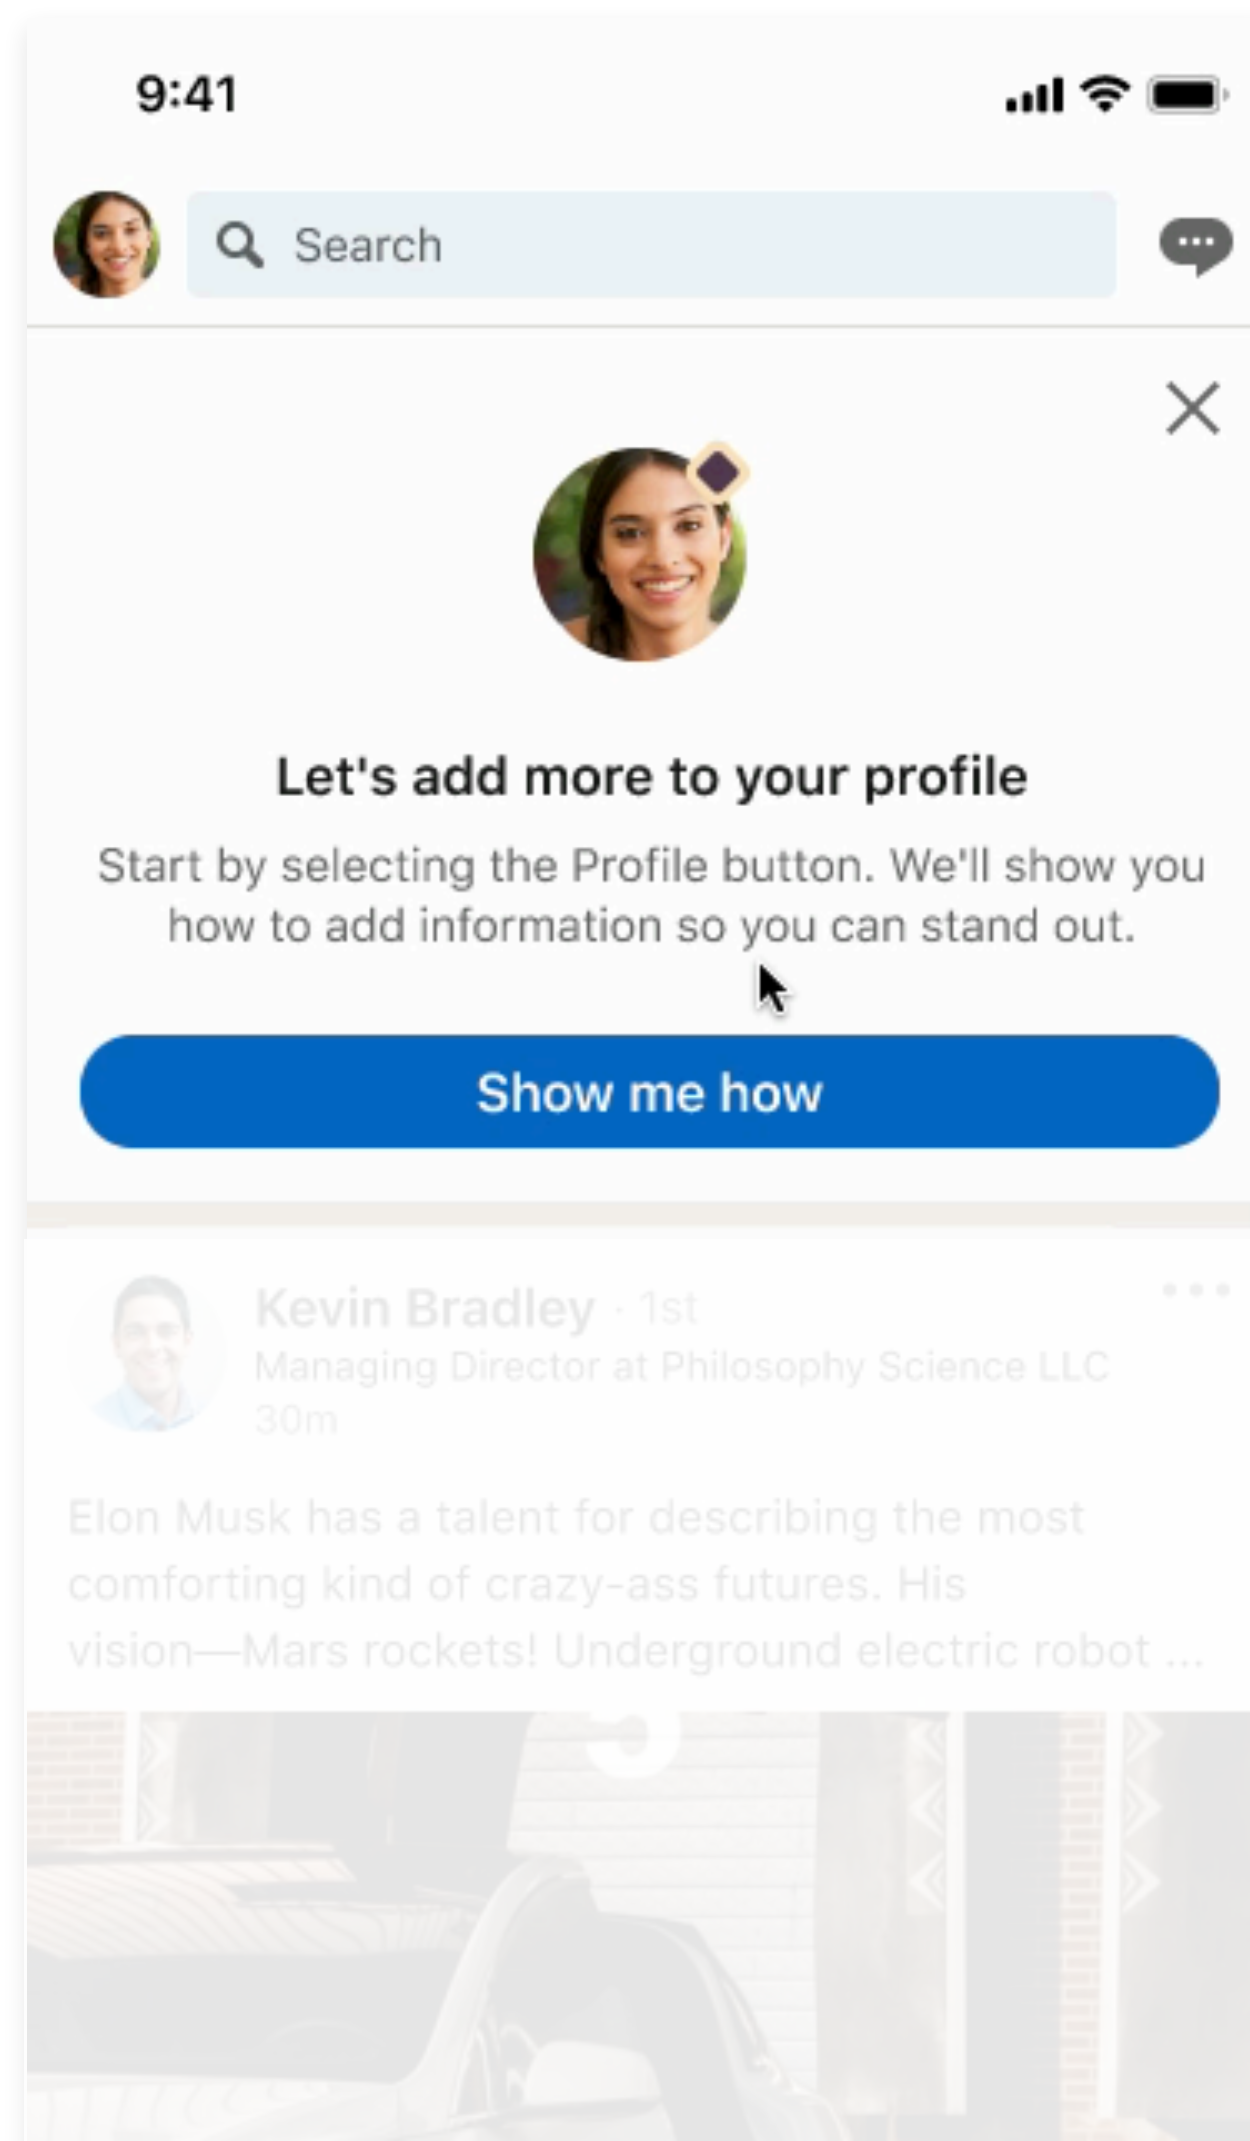 9:41
Search
Let's add more to your profile
Start by selecting the Profile button. We'll show you
how to add information so you can stand out.
Show me how
Kevin Bradley · 1st
Managing Director at Philosophy Science LLC
30m
Elon Musk has a talent for describing the most
comforting kind of crazy-ass futures. His
vision—Mars rockets! Underground electric robot ...
5